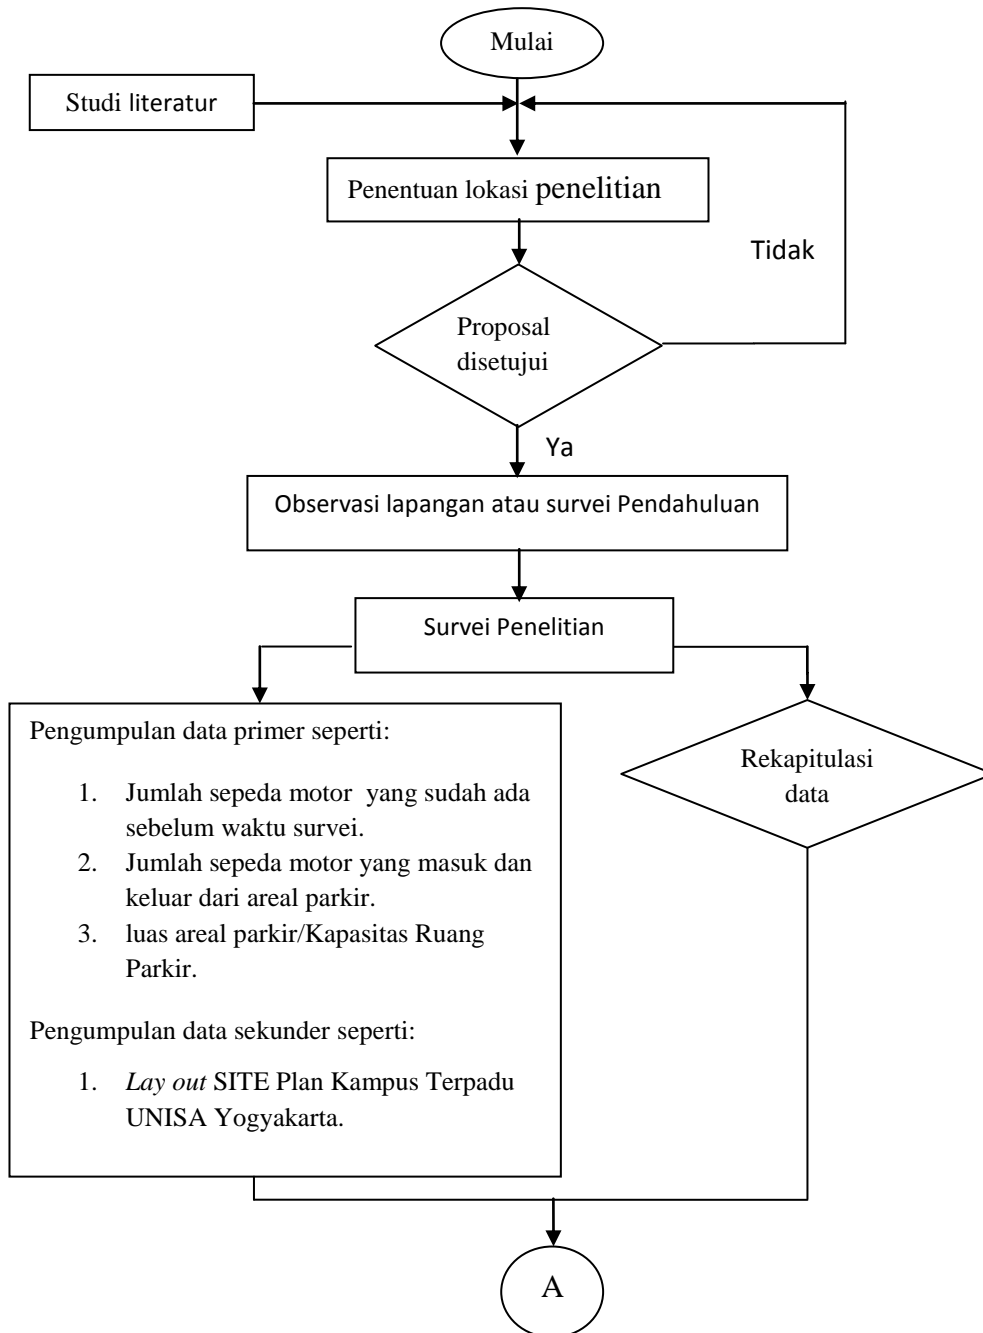 Mulai
Studi literatur
Penentuan lokasi penelitian
Tidak
Proposal
disetujui
Ya
Observasi lapangan atau survei Pendahuluan
Survei Penelitian
Pengumpulan data primer seperti:
1. Jumlah sepeda motor yang sudah ada
sebelum waktu survei.
2. Jumlah sepeda motor yang masuk dan
keluar dari areal parkir.
3. luas areal parkir/Kapasitas Ruang
Parkir.
Pengumpulan data sekunder seperti:
1. Lay out SITE Plan Kampus Terpadu
UNISA Yogyakarta.
Rekapitulasi
data
A